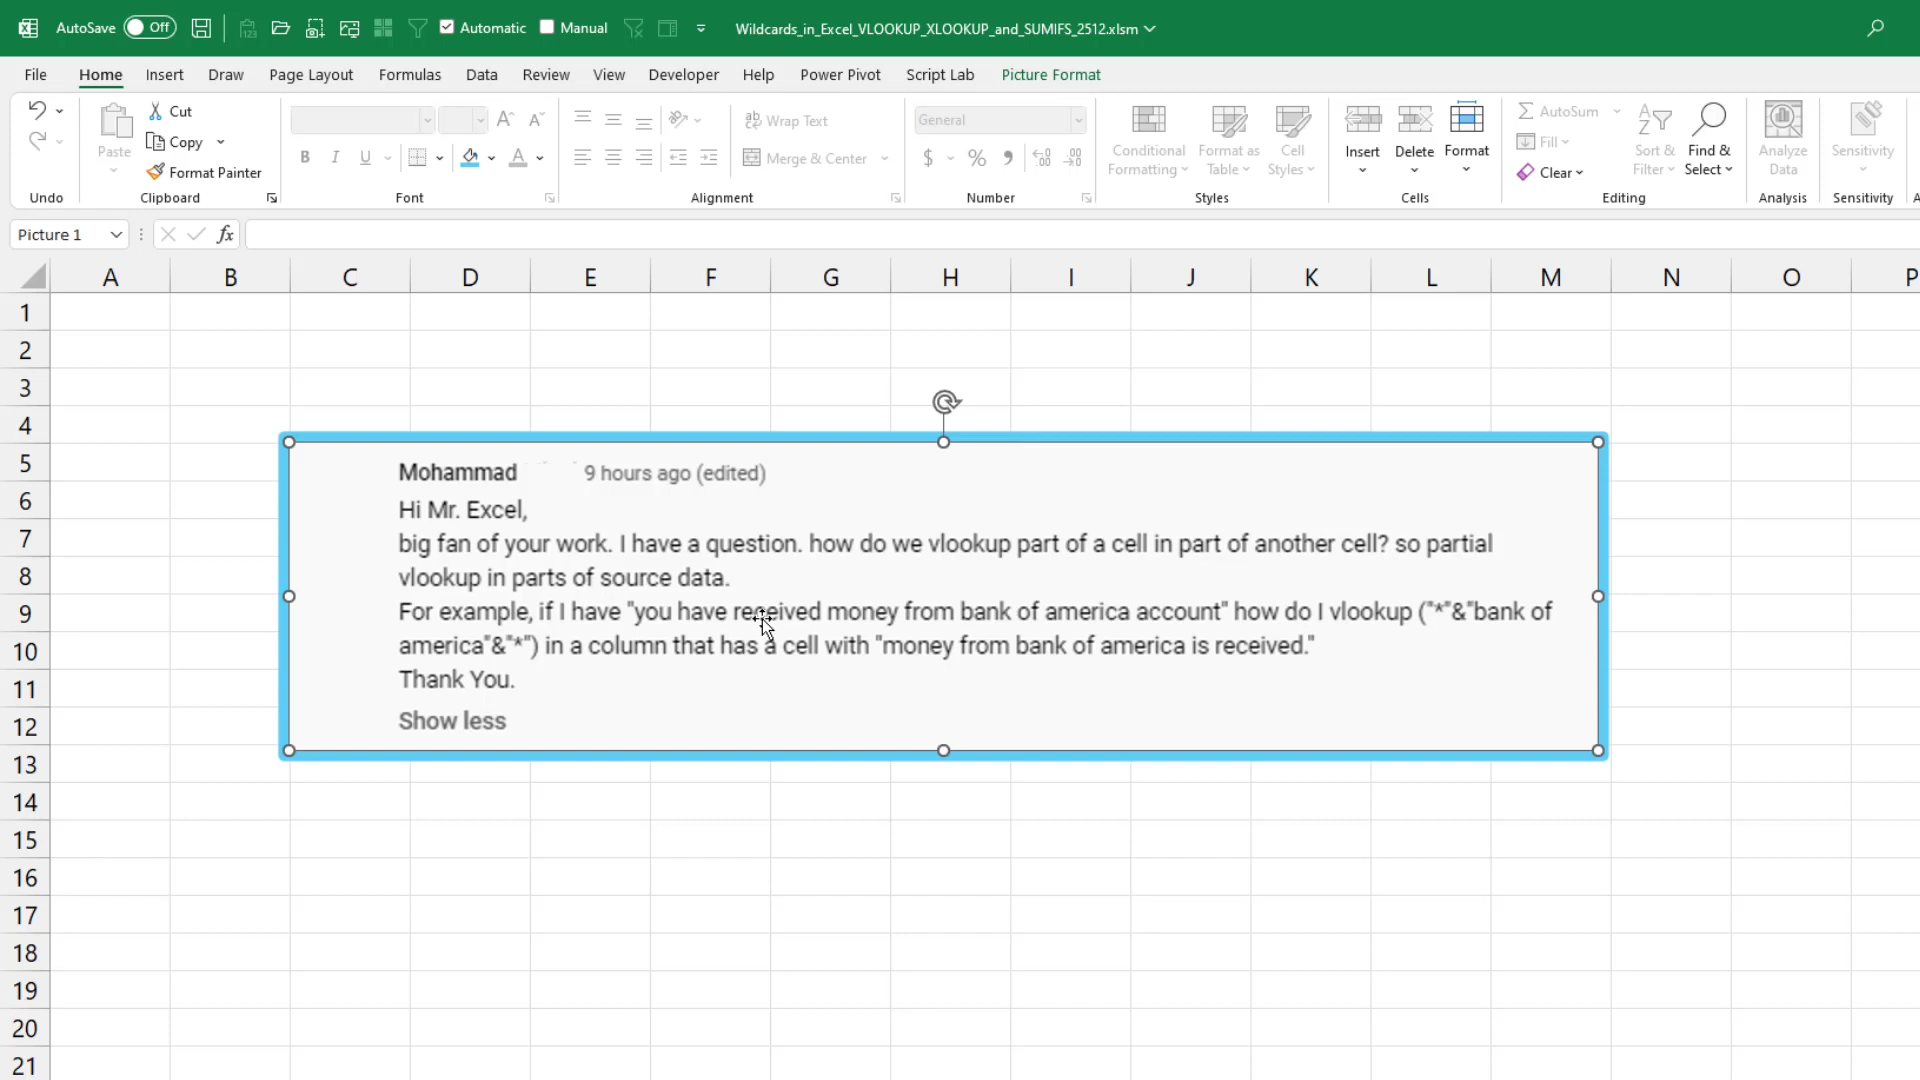 AutoSave Off Automatic Manual Wildcards_in_Excel_VLOOKUP_XLOOKUP_and_SUMIFS_2512.xlsm
File Home Insert Draw Page Layout Formulas Data Review View Developer Help Power Pivot Script Lab Picture Format
Paste Cut Copy Format Painter
B I U
Wrap Text Merge & Center
General
$ % 9
Conditional Formatting Format as Table Cell Styles
Insert Delete Format
AutoSum Fill Clear
Sort & Filter Find & Select
Analyze Data
Sensitivity
Undo Clipboard Font Alignment Number Styles Cells Editing Analysis Sensitivity
Picture 1 fx
A B C D E F G H I J K L M N O P
1
2
3
4
5
6
7
8
9
10
11
12
13
14
15
16
17
18
19
20
21
Mohammad 9 hours ago (edited)
Hi Mr. Excel,
big fan of your work. I have a question. how do we vlookup part of a cell in part of another cell? so partial
vlookup in parts of source data.
For example, if I have "you have received money from bank of america account" how do I vlookup ("*"&"bank of
america"&"*") in a column that has a cell with "money from bank of america is received."
Thank You.
Show less